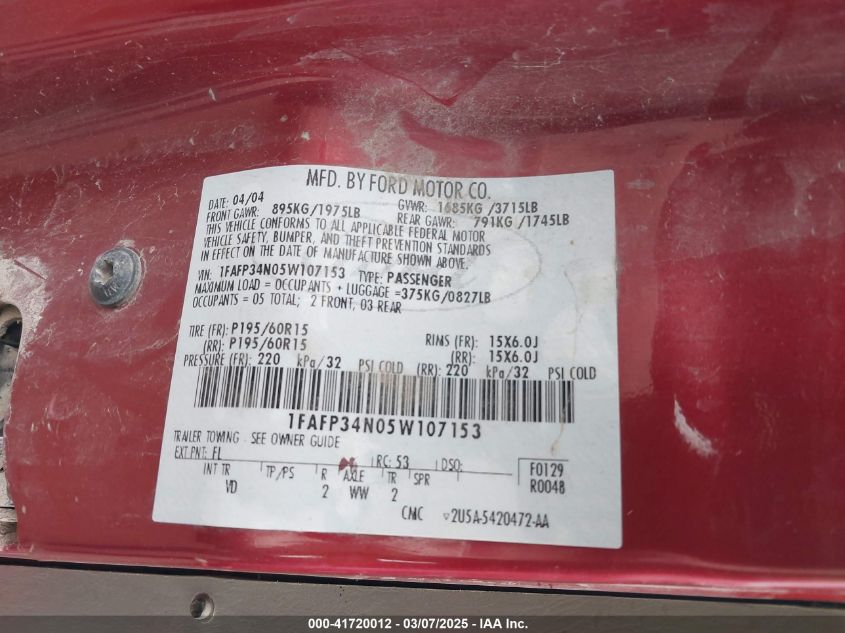 MFD. BY FORD MOTOR CO.
DATE: 04/04 GVWR: 1685KG /3715LB
FRONT GAWR: 895KG/1975LB REAR GAWR: 791KG /1745LB
THIS VEHICLE CONFORMS TO ALL APPLICABLE FEDERAL MOTOR
VEHICLE SAFETY, BUMPER, AND THEFT PREVENTION STANDARDS
IN EFFECT ON THE DATE OF MANUFACTURE SHOWN ABOVE.
VIN: 1FAFP34N05W107153 TYPE: PASSENGER
MAXIMUM LOAD = OCCUPANTS + LUGGAGE =375KG/0827LB
OCCUPANTS = 05 TOTAL; 2 FRONT, 03 REAR
TIRE (FR): P195/60R15 RIMS (FR): 15X6.0J
(RR): P195/60R15 (RR): 15X6.0J
PRESSURE (FR): 220 kPa/32 PSI COLD (RR): 220 kPa/32 PSI COLD
1FAFP34N05W107153
TRAILER TOWING - SEE OWNER GUIDE
EXT PNT: FL RC: 53 DSO:
INT TR TP/PS R AXLE TR SPR F0129
VD 2 WW 2 R0048
CMC ▽2U5A-5420472-AA
000-41720012 — 03/07/2025 — IAA Inc.